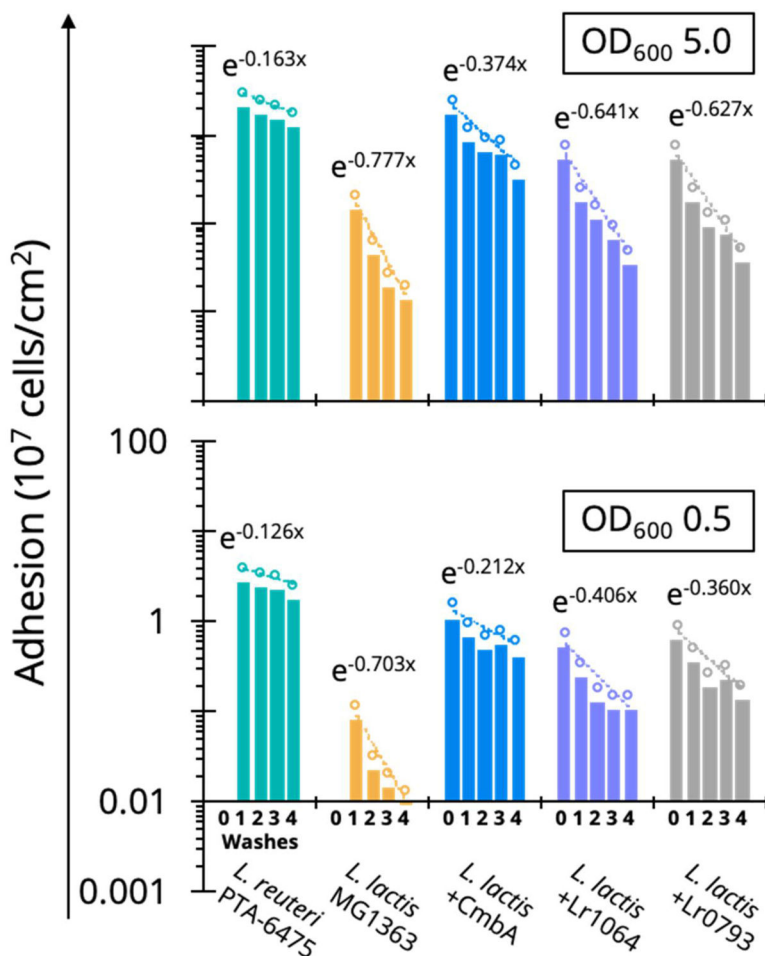 OD₆₀₀ 5.0
e⁻⁰·¹⁶³ˣ
e⁻⁰·⁷⁷⁷ˣ
e⁻⁰·³⁷⁴ˣ
e⁻⁰·⁶⁴¹ˣ
e⁻⁰·⁶²⁷ˣ
Adhesion (10⁷ cells/cm²)
OD₆₀₀ 0.5
100
1
0.01
0.001
e⁻⁰·¹²⁶ˣ
e⁻⁰·⁷⁰³ˣ
e⁻⁰·²¹²ˣ
e⁻⁰·⁴⁰⁶ˣ
e⁻⁰·³⁶⁰ˣ
0 1 2 3 4 0 1 2 3 4 0 1 2 3 4 0 1 2 3 4 0 1 2 3 4
Washes
L. reuteri
PTA-6475
L. lactis
MG1363
L. lactis
+CmbA
L. lactis
+Lr1064
L. lactis
+Lr0793